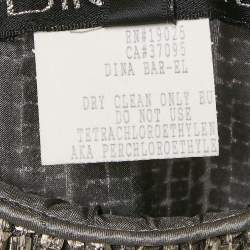 RN#19025
CA#37095
DINA BAR-EL
DRY CLEAN ONLY BU
DO NOT USE
TETRACHLOROETHYLEN
AKA PERCHLOROETHYLE